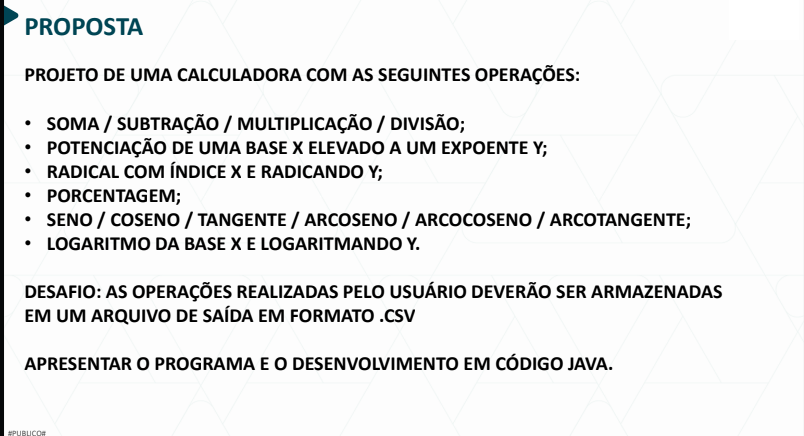 PROPOSTA
PROJETO DE UMA CALCULADORA COM AS SEGUINTES OPERAÇÕES:
• SOMA / SUBTRAÇÃO / MULTIPLICAÇÃO / DIVISÃO;
• POTENCIAÇÃO DE UMA BASE X ELEVADO A UM EXPOENTE Y;
• RADICAL COM ÍNDICE X E RADICANDO Y;
• PORCENTAGEM;
• SENO / COSENO / TANGENTE / ARCOSENO / ARCOCOSENO / ARCOTANGENTE;
• LOGARITMO DA BASE X E LOGARITMANDO Y.
DESAFIO: AS OPERAÇÕES REALIZADAS PELO USUÁRIO DEVERÃO SER ARMAZENADAS
EM UM ARQUIVO DE SAÍDA EM FORMATO .CSV
APRESENTAR O PROGRAMA E O DESENVOLVIMENTO EM CÓDIGO JAVA.
#PUBLICO#